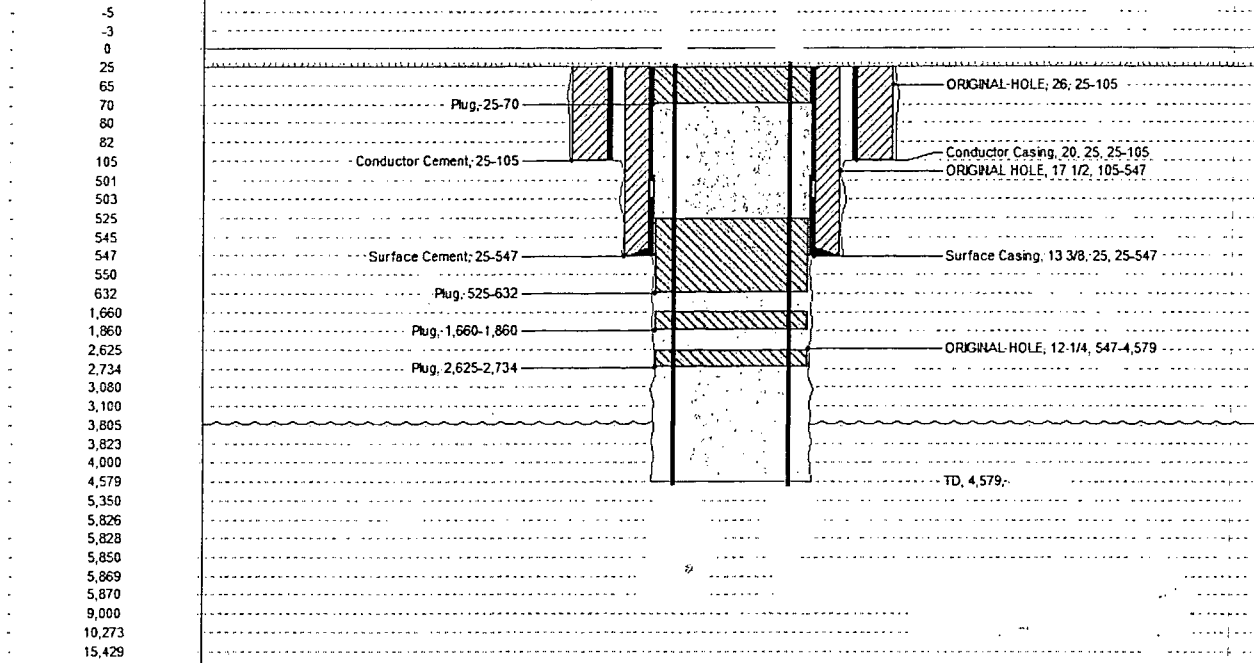 -5
-3
0
25
65
ORIGINAL HOLE, 26, 25-105
70
Plug, 25-70
80
82
105
Conductor Cement, 25-105
Conductor Casing, 20, 25, 25-105
501
ORIGINAL HOLE, 17 1/2, 105-547
503
525
545
547
Surface Cement, 25-547
Surface Casing, 13 3/8, 25, 25-547
550
632
Plug, 525-632
1,660
1,860
Plug, 1,660-1,860
2,625
ORIGINAL HOLE, 12-1/4, 547-4,579
2,734
Plug, 2,625-2,734
3,080
3,100
3,805
3,823
4,000
4,579
TD, 4,579,
5,350
5,826
5,828
5,850
5,869
5,870
9,000
10,273
15,429